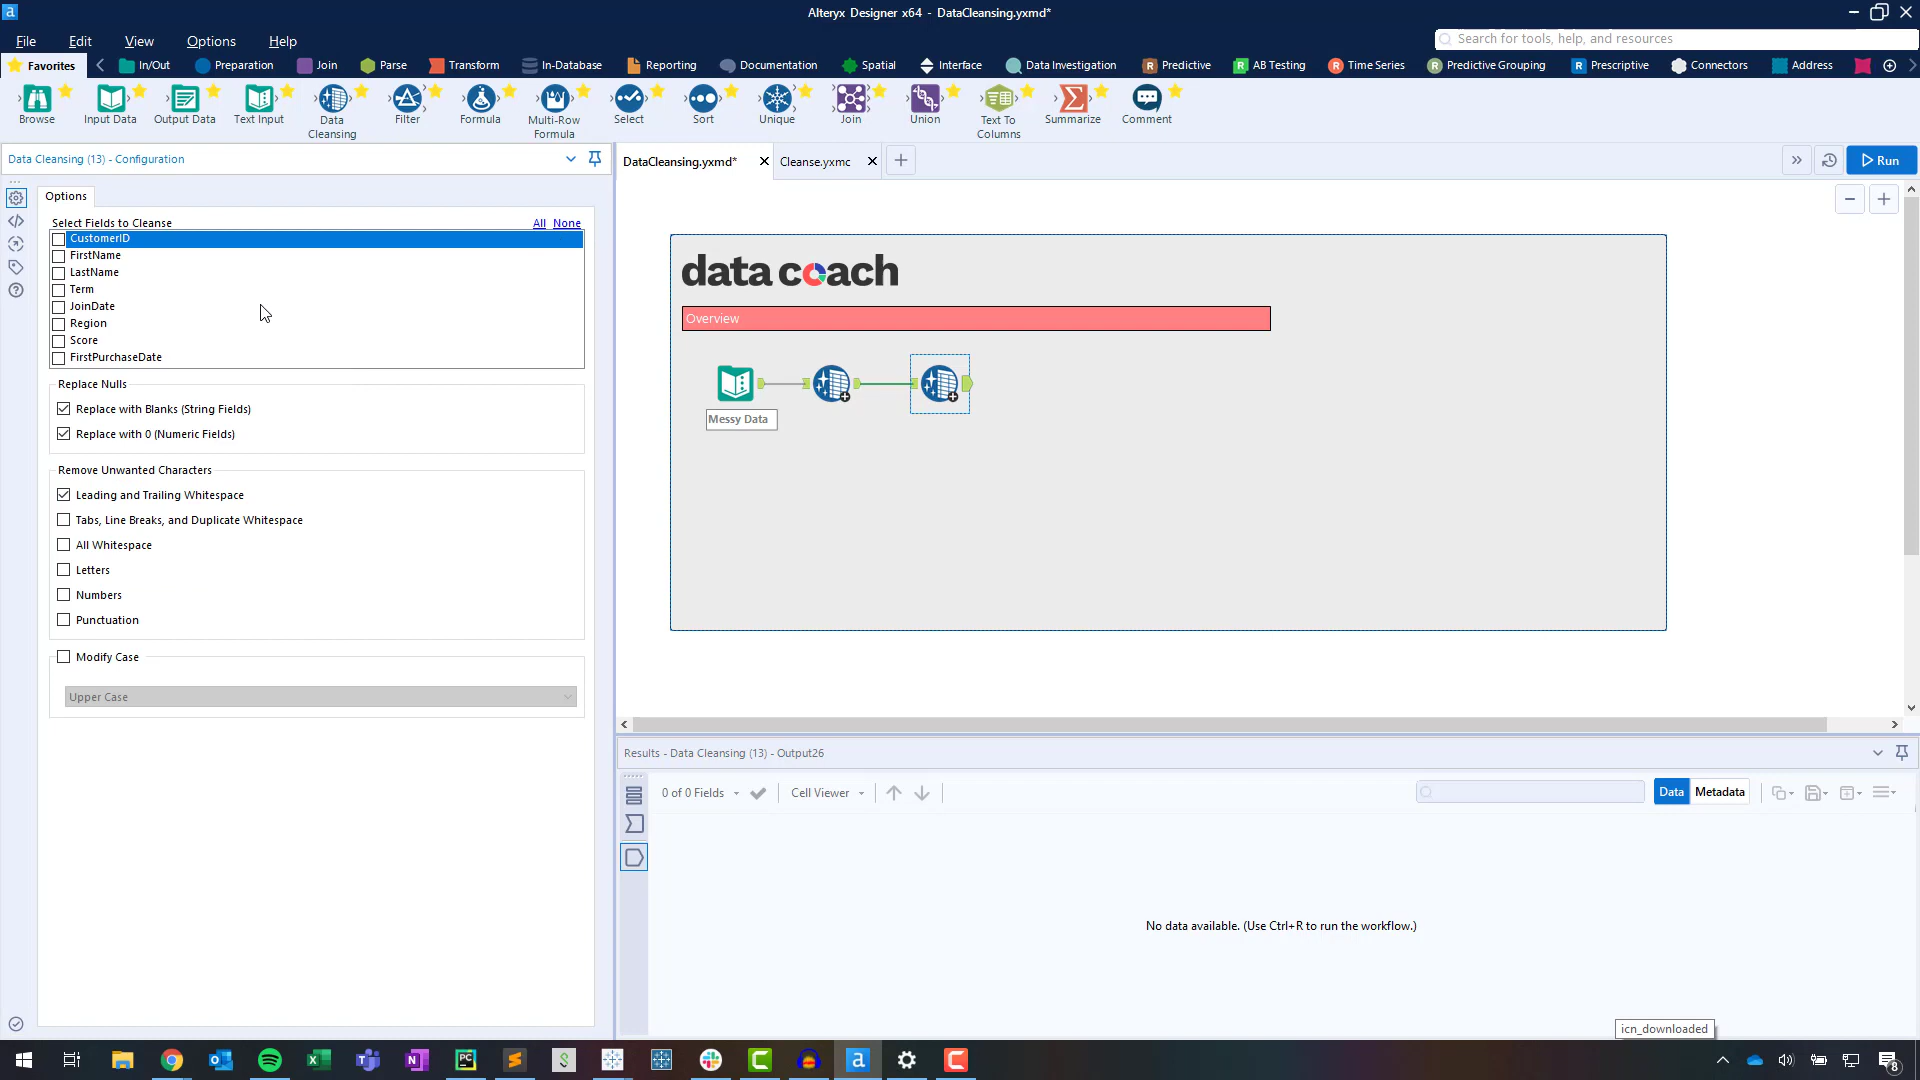 Alteryx Designer x64 - DataCleansing.yxmd*
File Edit View Options Help
Search for tools, help, and resources
Favorites In/Out Preparation Join Parse Transform In-Database Reporting Documentation Spatial Interface Data Investigation Predictive AB Testing Time Series Predictive Grouping Prescriptive Connectors Address
Browse Input Data Output Data Text Input Data Cleansing Filter Formula Multi-Row Formula Select Sort Unique Join Union Text To Columns Summarize Comment
Data Cleansing (13) - Configuration
DataCleansing.yxmd* Cleanse.yxmc
Run
Options
Select Fields to Cleanse All None
CustomerID
FirstName
LastName
Term
JoinDate
Region
Score
FirstPurchaseDate
Replace Nulls
Replace with Blanks (String Fields)
Replace with 0 (Numeric Fields)
Remove Unwanted Characters
Leading and Trailing Whitespace
Tabs, Line Breaks, and Duplicate Whitespace
All Whitespace
Letters
Numbers
Punctuation
Modify Case
Upper Case
data coach
Overview
Messy Data
Results - Data Cleansing (13) - Output26
0 of 0 Fields Cell Viewer Data Metadata
No data available. (Use Ctrl+R to run the workflow.)
icn_downloaded
8